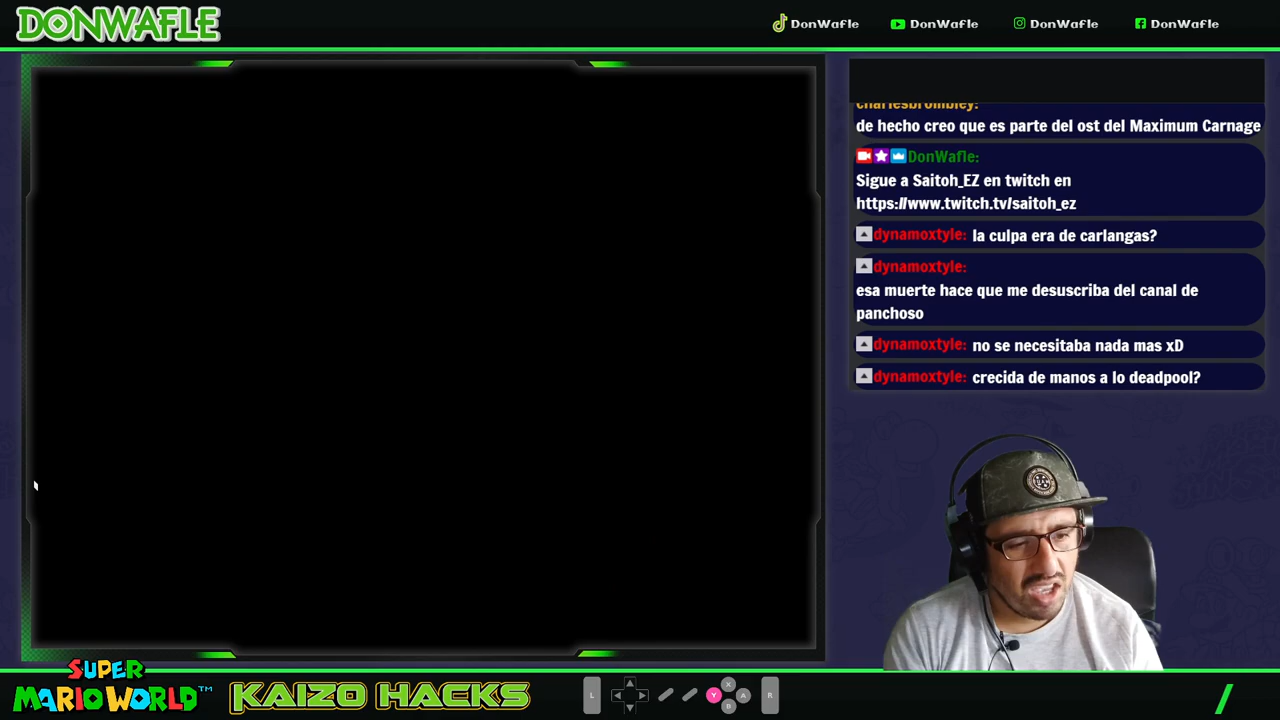 DONWAFLE
DonWafle
DonWafle
DonWafle
DonWafle
charlesbrombley:
de hecho creo que es parte del ost del Maximum Carnage
DonWafle:
Sigue a Saitoh_EZ en twitch en
https://www.twitch.tv/saitoh_ez
dynamoxtyle: la culpa era de carlangas?
dynamoxtyle:
esa muerte hace que me desuscriba del canal de
panchoso
dynamoxtyle: no se necesitaba nada mas xD
dynamoxtyle: crecida de manos a lo deadpool?
SUPER
MARIO WORLD™
KAIZO HACKS
L
X
Y
A
B
R
/